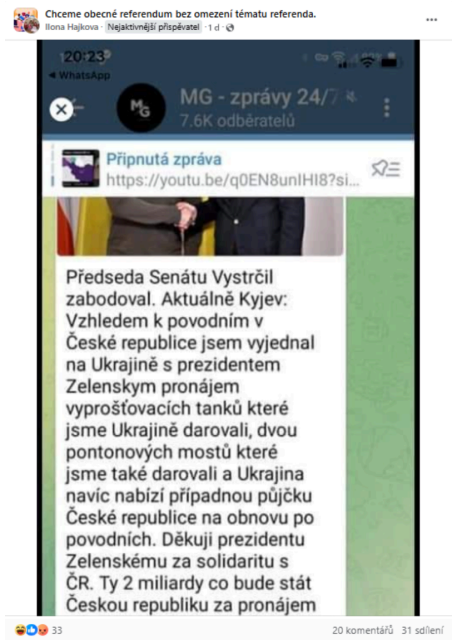 Chceme obecné referendum bez omezení tématu referenda.
Ilona Hajkova · Nejaktivnější přispěvatel · 1 d ·
20:23
WhatsApp
MG
MG - zprávy 24/7
7.6K odběratelů
Připnutá zpráva
https://youtu.be/q0EN8unIHI8?si...
Předseda Senátu Vystrčil
zabodoval. Aktuálně Kyjev:
Vzhledem k povodním v
České republice jsem vyjednal
na Ukrajině s prezidentem
Zelenskym pronájem
vyprošťovacích tanků které
jsme Ukrajině darovali, dvou
pontonových mostů které
jsme také darovali a Ukrajina
navíc nabízí případnou půjčku
České republice na obnovu po
povodních. Děkuji prezidentu
Zelenskému za solidaritu s
ČR. Ty 2 miliardy co bude stát
Českou republiku za pronájem
33
20 komentářů 31 sdílení